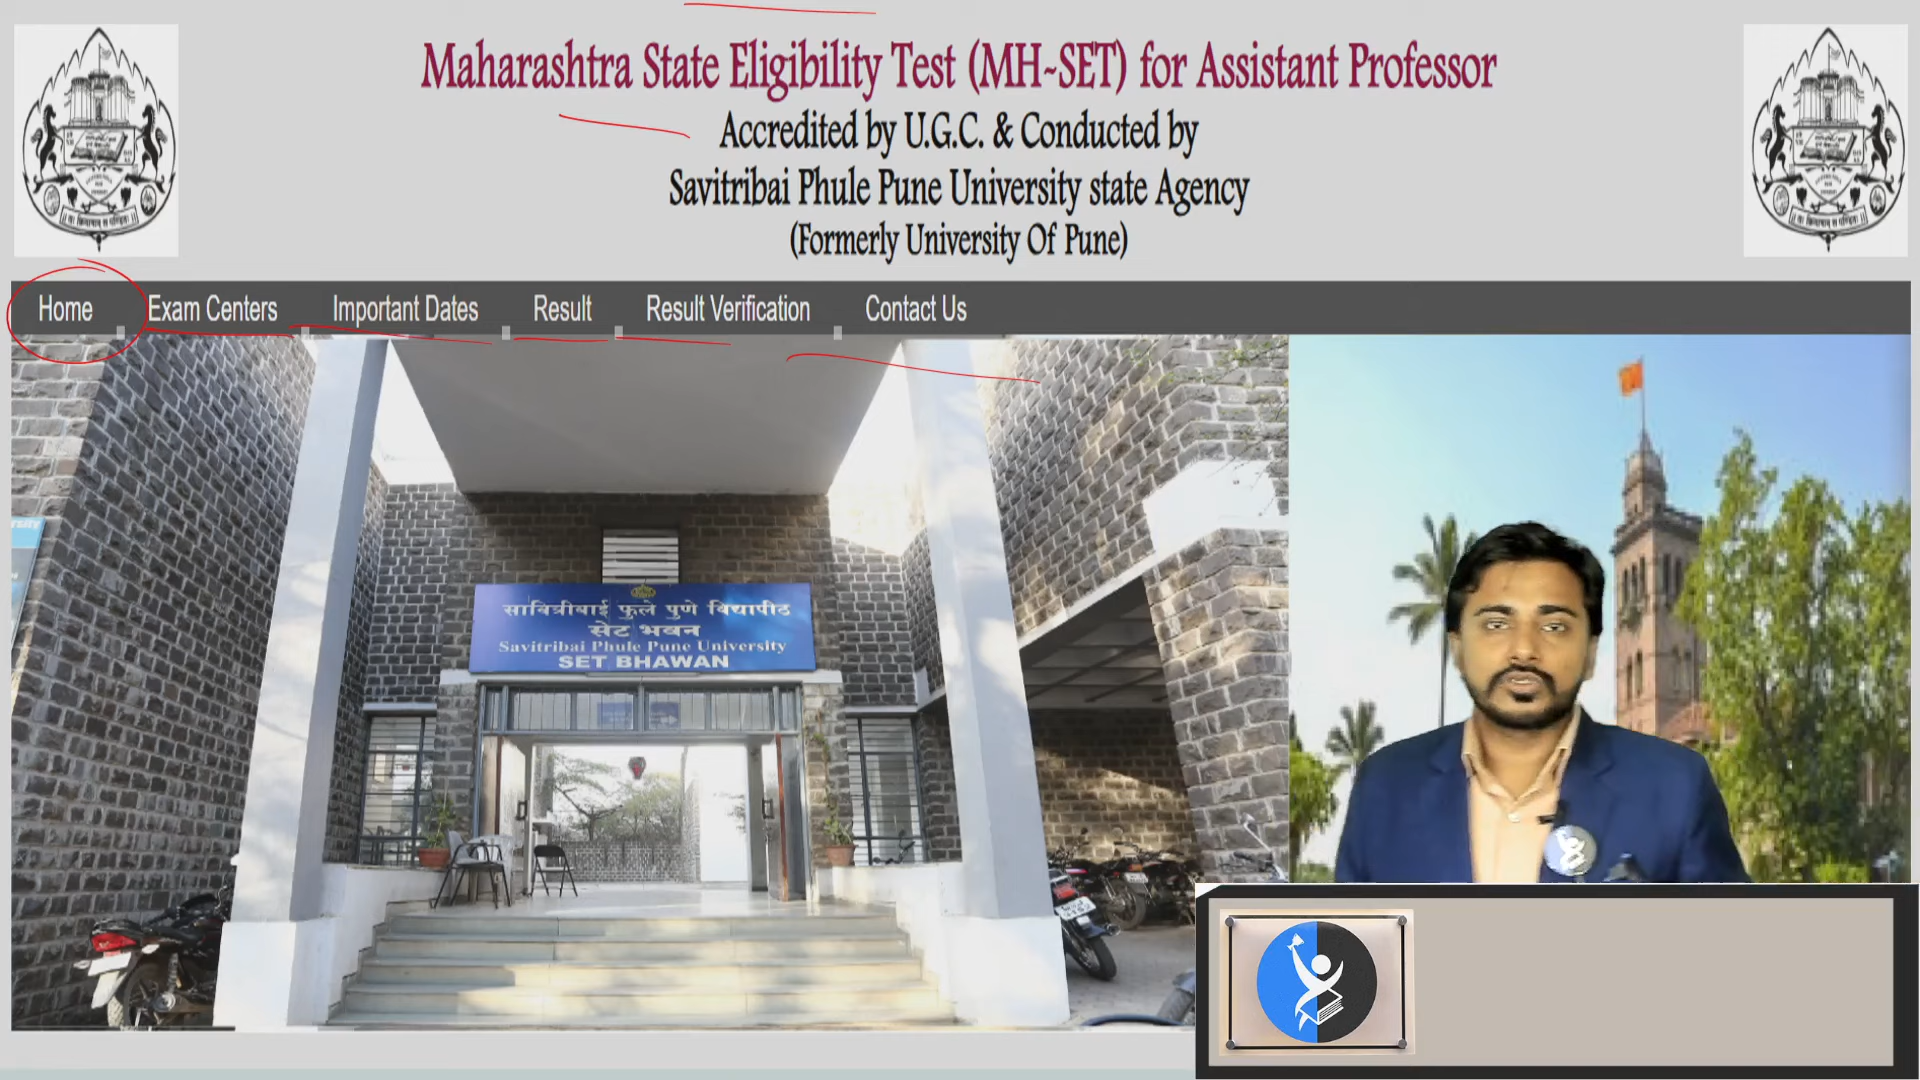 Maharashtra State Eligibility Test (MH-SET) for Assistant Professor
Accredited by U.G.C. & Conducted by
Savitribai Phule Pune University state Agency
(Formerly University Of Pune)
Home Exam Centers Important Dates Result Result Verification Contact Us
सावित्रीबाई फुले पुणे विद्यापीठ
सेट भवन
Savitribai Phule Pune University
SET BHAWAN